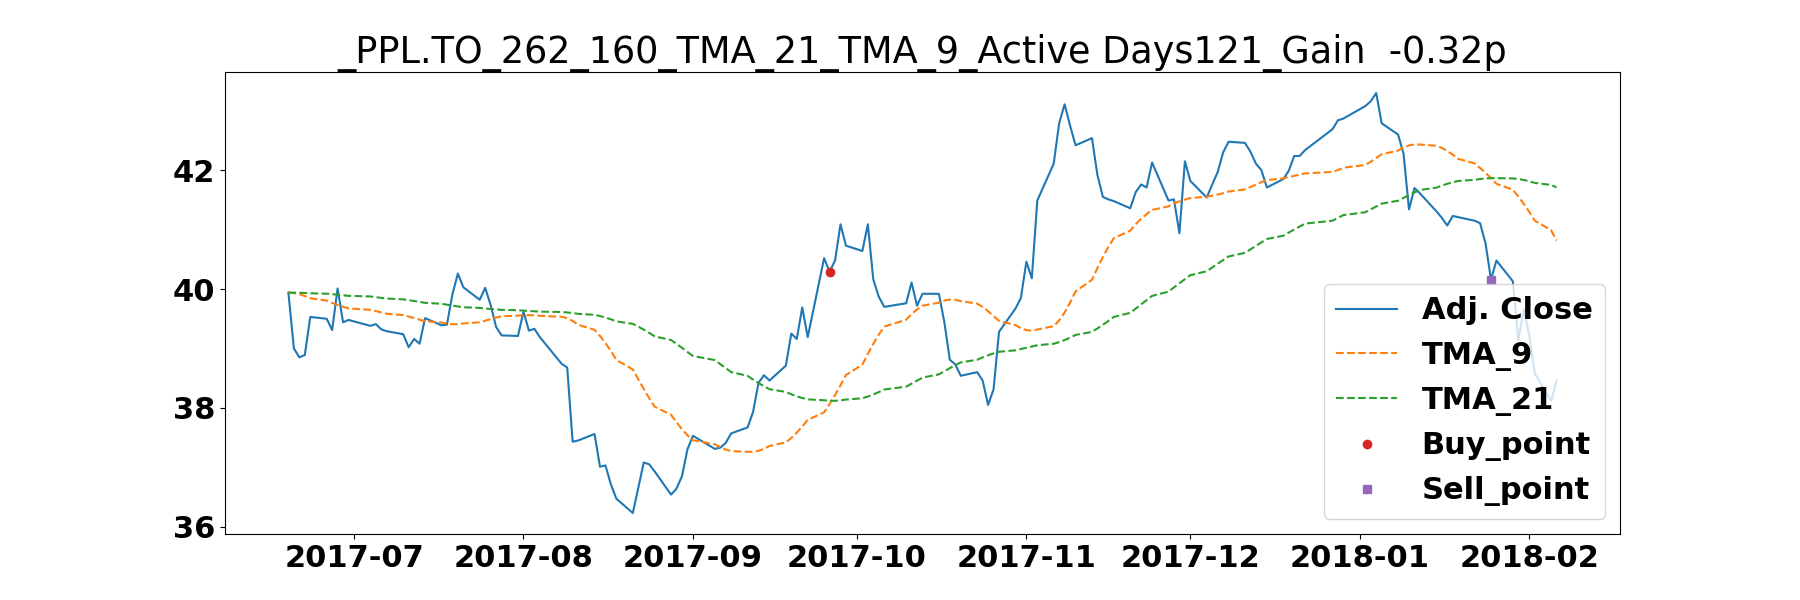 _PPL.TO_262_160_TMA_21_TMA_9_Active Days121_Gain  -0.32p
42
40
38
36
Adj. Close
TMA_9
TMA_21
Buy_point
Sell_point
2017-07 2017-08 2017-09 2017-10 2017-11 2017-12 2018-01 2018-02